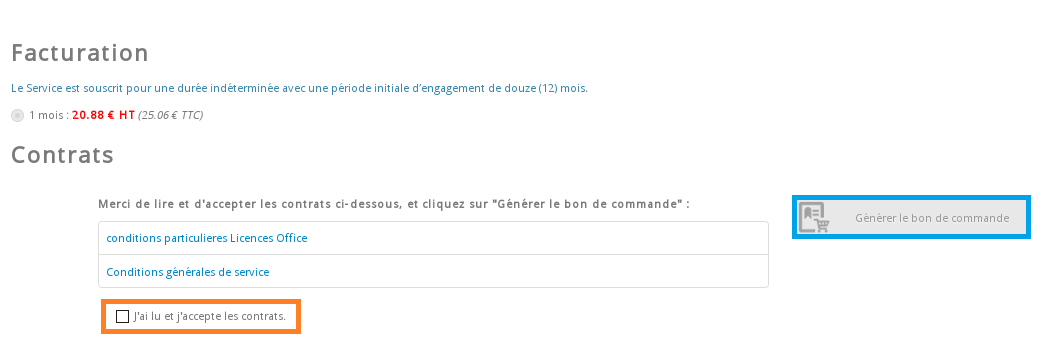 Facturation
Le Service est souscrit pour une durée indéterminée avec une période initiale d'engagement de douze (12) mois.
1 mois : 20.88 € HT (25.06 € TTC)
Contrats
Merci de lire et d'accepter les contrats ci-dessous, et cliquez sur "Générer le bon de commande" :
conditions particulieres Licences Office
Conditions générales de service
J'ai lu et j'accepte les contrats.
Générer le bon de commande